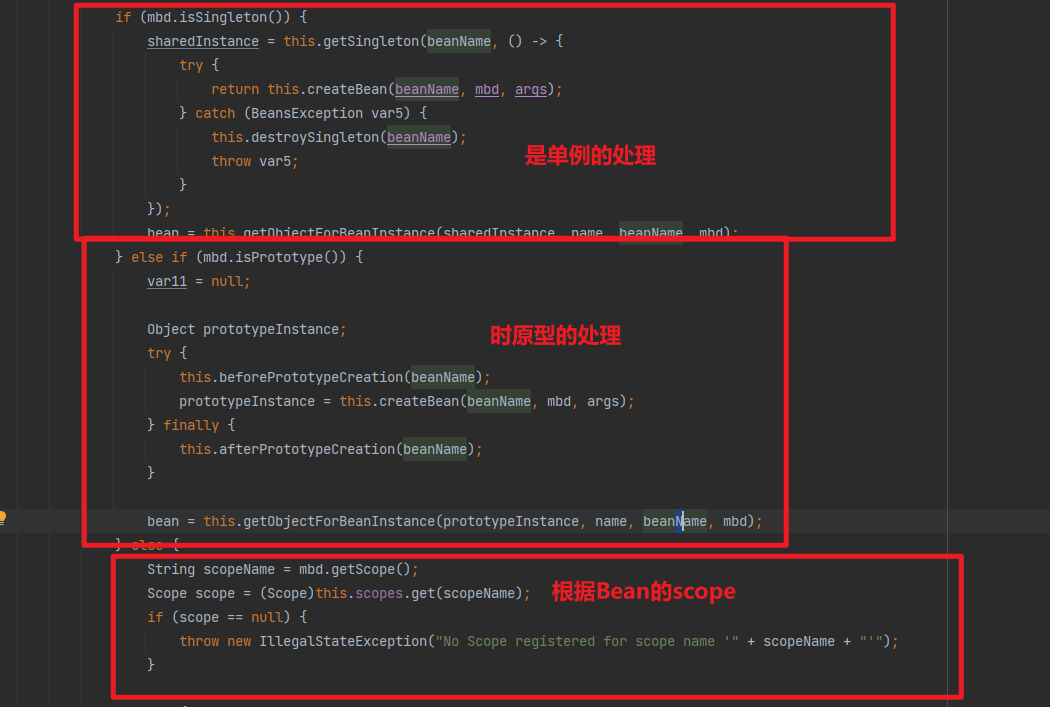 if (mbd.isSingleton()) {
sharedInstance = this.getSingleton(beanName, () -> {
try {
return this.createBean(beanName, mbd, args);
} catch (BeansException var5) {
this.destroySingleton(beanName);
throw var5;
是单例的处理
}
});
bean = this.getObjectForBeanInstance(sharedInstance, name, beanName, mbd);
} else if (mbd.isPrototype()) {
var11 = null;
Object prototypeInstance;
时原型的处理
try {
this.beforePrototypeCreation(beanName);
prototypeInstance = this.createBean(beanName, mbd, args);
} finally {
this.afterPrototypeCreation(beanName);
}
bean = this.getObjectForBeanInstance(prototypeInstance, name, beanName, mbd);
} else {
String scopeName = mbd.getScope();
Scope scope = (Scope)this.scopes.get(scopeName);
根据Bean的scope
if (scope == null) {
throw new IllegalStateException("No Scope registered for scope name '" + scopeName + "'");
}